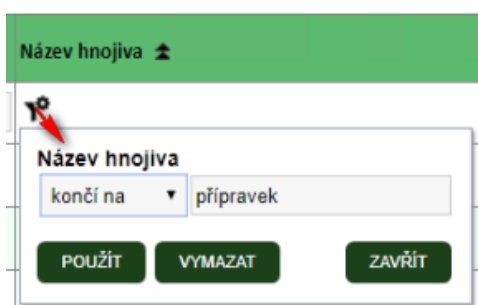 Název hnojiva
Název hnojiva
končí na přípravek
POUŽÍT VYMAZAT ZAVŘÍT